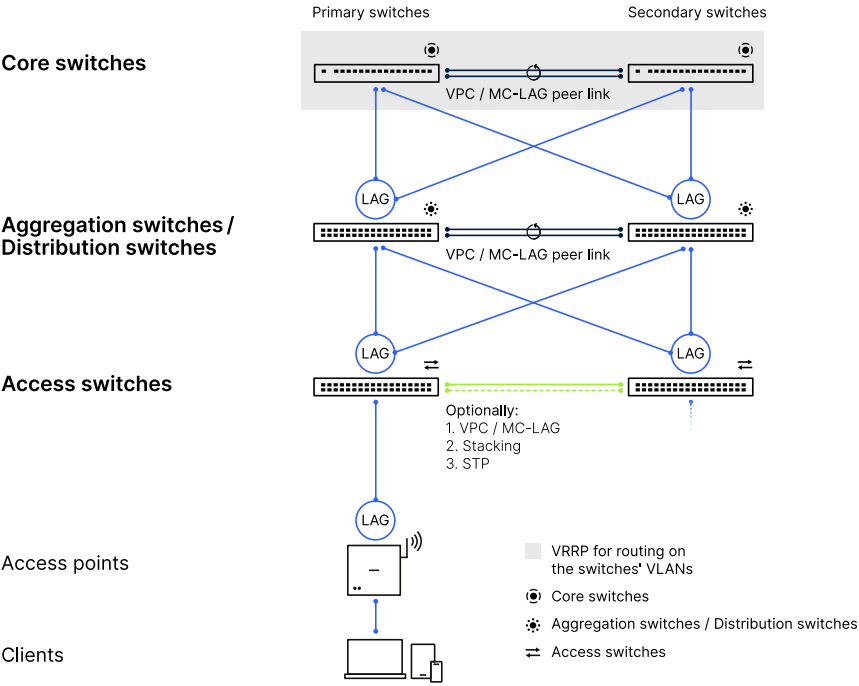 Primary switches
Secondary switches
Core switches
VPC / MC-LAG peer link
LAG
LAG
Aggregation switches /
Distribution switches
VPC / MC-LAG peer link
LAG
LAG
Access switches
Optionally:
1. VPC / MC-LAG
2. Stacking
3. STP
LAG
Access points
Clients
VRRP for routing on
the switches' VLANs
Core switches
Aggregation switches / Distribution switches
Access switches